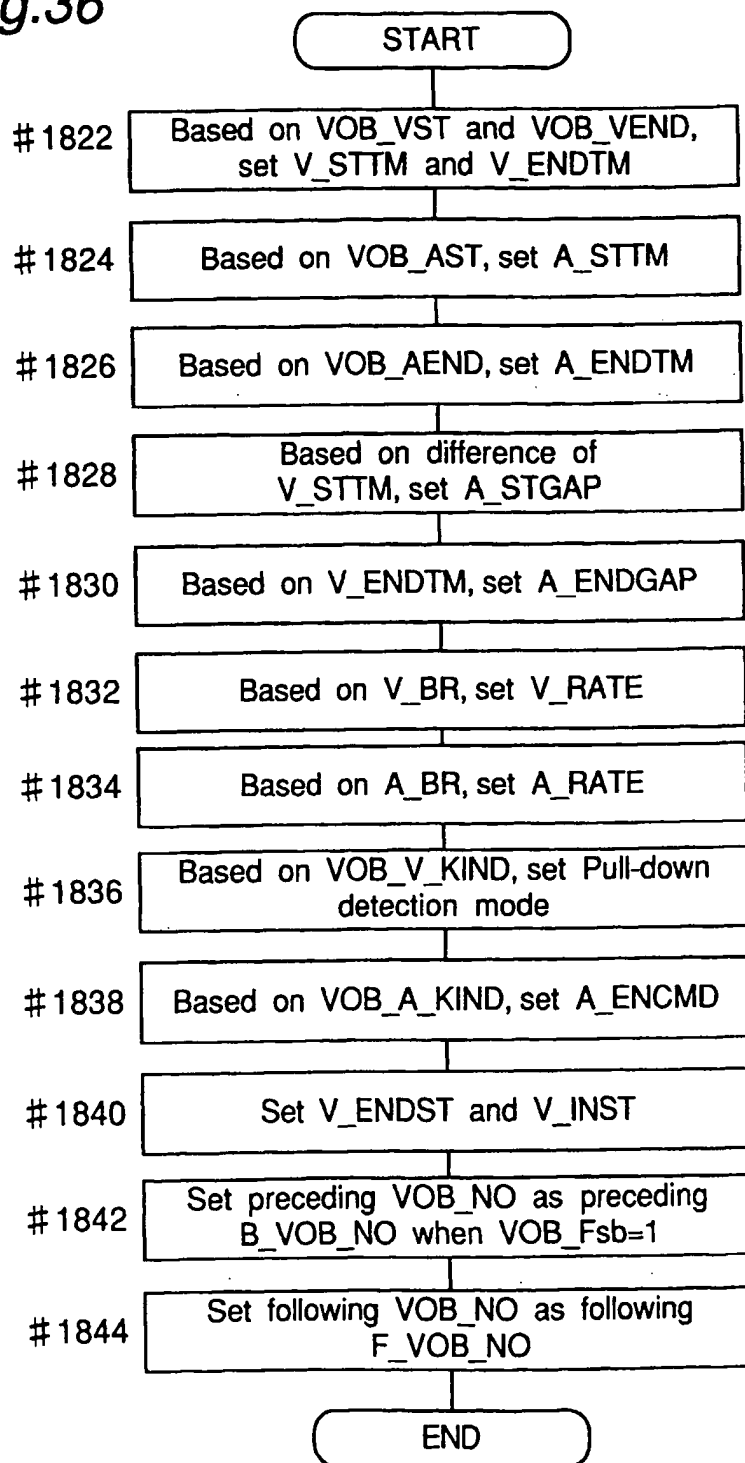 g.36
START
#1822
Based on VOB_VST and VOB_VEND,
set V_STTM and V_ENDTM
#1824
Based on VOB_AST, set A_STTM
#1826
Based on VOB_AEND, set A_ENDTM
#1828
Based on difference of
V_STTM, set A_STGAP
#1830
Based on V_ENDTM, set A_ENDGAP
#1832
Based on V_BR, set V_RATE
#1834
Based on A_BR, set A_RATE
#1836
Based on VOB_V_KIND, set Pull-down
detection mode
#1838
Based on VOB_A_KIND, set A_ENCMD
#1840
Set V_ENDST and V_INST
#1842
Set preceding VOB_NO as preceding
B_VOB_NO when VOB_Fsb=1
#1844
Set following VOB_NO as following
F_VOB_NO
END